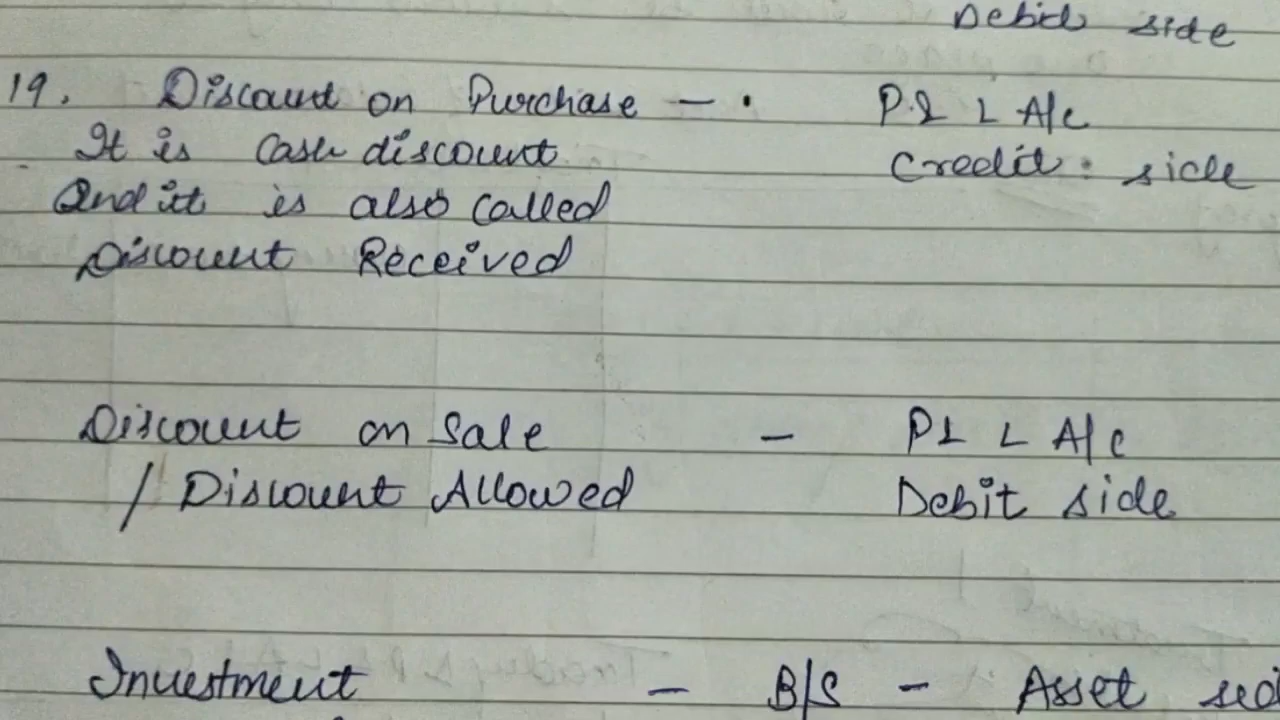 Debit side
19. Discount on Purchase — . P.& L A/c
It is Cash discount Credit : side
And it is also called
Discount Received
Discount on Sale - P& L A/c
/ Discount Allowed Debit side
Investment - B/S - Asset sid